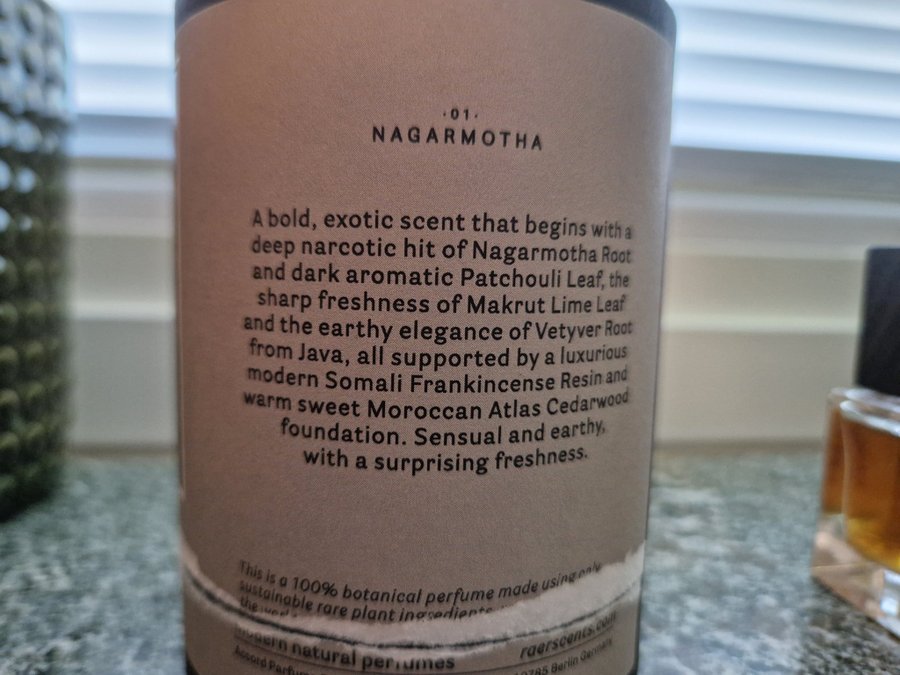 ·01·
NAGARMOTHA
A bold, exotic scent that begins with a
deep narcotic hit of Nagarmotha Root
and dark aromatic Patchouli Leaf, the
sharp freshness of Makrut Lime Leaf
and the earthy elegance of Vetyver Root
from Java, all supported by a luxurious
modern Somali Frankincense Resin and
warm sweet Moroccan Atlas Cedarwood
foundation. Sensual and earthy,
with a surprising freshness.
This is a 100% botanical perfume made using only
sustainable rare plant ingredients
the
modern natural perfumes
raerscents.com
Accord
Berlin Germany